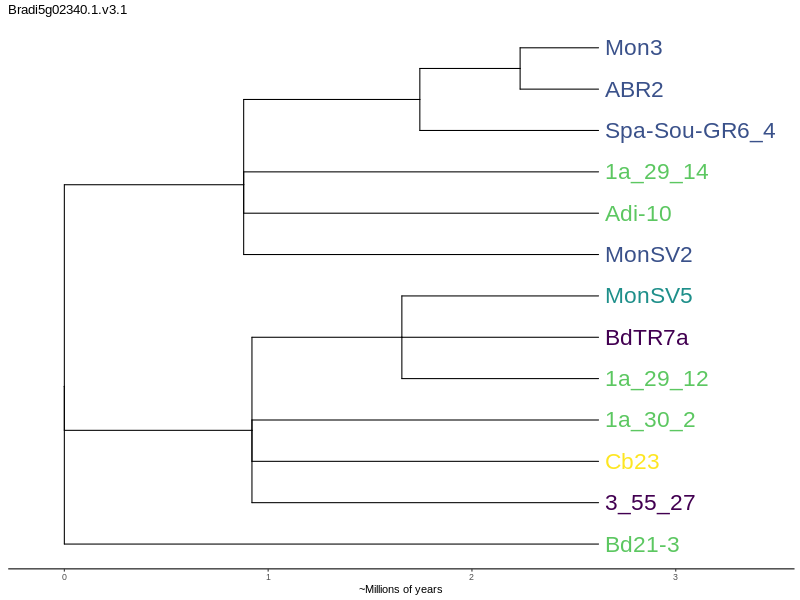 Bradi5g02340.1.v3.1
Mon3
ABR2
Spa-Sou-GR6_4
1a_29_14
Adi-10
MonSV2
MonSV5
BdTR7a
1a_29_12
1a_30_2
Cb23
3_55_27
Bd21-3
0 1 2 3
~Millions of years